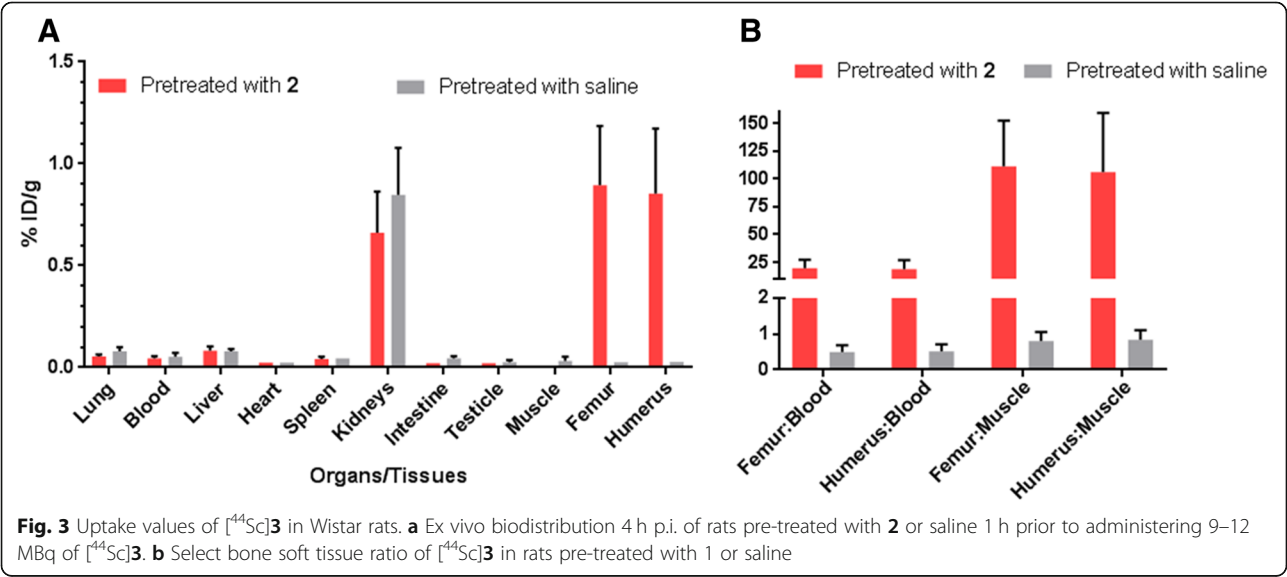 A
1.5
Pretreated with 2
Pretreated with saline
1.0
% ID/g
0.5
0.0
Lung
Blood
Liver
Heart
Spleen
Kidneys
Intestine
Testicle
Muscle
Femur
Humerus
Organs/Tissues
B
Pretreated with 2
Pretreated with saline
150
125
100
75
50
25
2
1
0
Femur:Blood
Humerus:Blood
Femur:Muscle
Humerus:Muscle
Fig. 3 Uptake values of [44Sc]3 in Wistar rats. a Ex vivo biodistribution 4 h p.i. of rats pre-treated with 2 or saline 1 h prior to administering 9–12
MBq of [44Sc]3. b Select bone soft tissue ratio of [44Sc]3 in rats pre-treated with 1 or saline